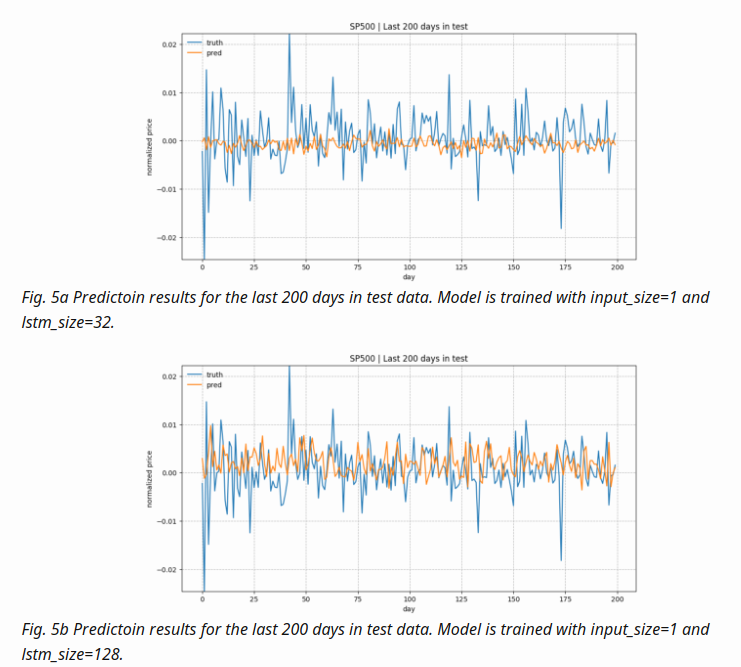 SP500 | Last 200 days in test
truth
pred
0.02
0.01
0.00
−0.01
−0.02
normalized price
0 25 50 75 100 125 150 175 200
day
Fig. 5a Predictoin results for the last 200 days in test data. Model is trained with input_size=1 and
lstm_size=32.
SP500 | Last 200 days in test
truth
pred
0.02
0.01
0.00
−0.01
−0.02
normalized price
0 25 50 75 100 125 150 175 200
day
Fig. 5b Predictoin results for the last 200 days in test data. Model is trained with input_size=1 and
lstm_size=128.